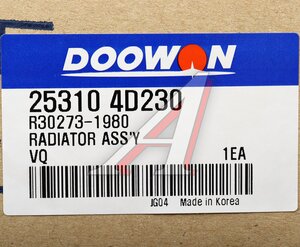 DOOWON
25310 4D230
R30273-1980
RADIATOR ASS'Y
VQ 1EA
JG04 Made in Korea